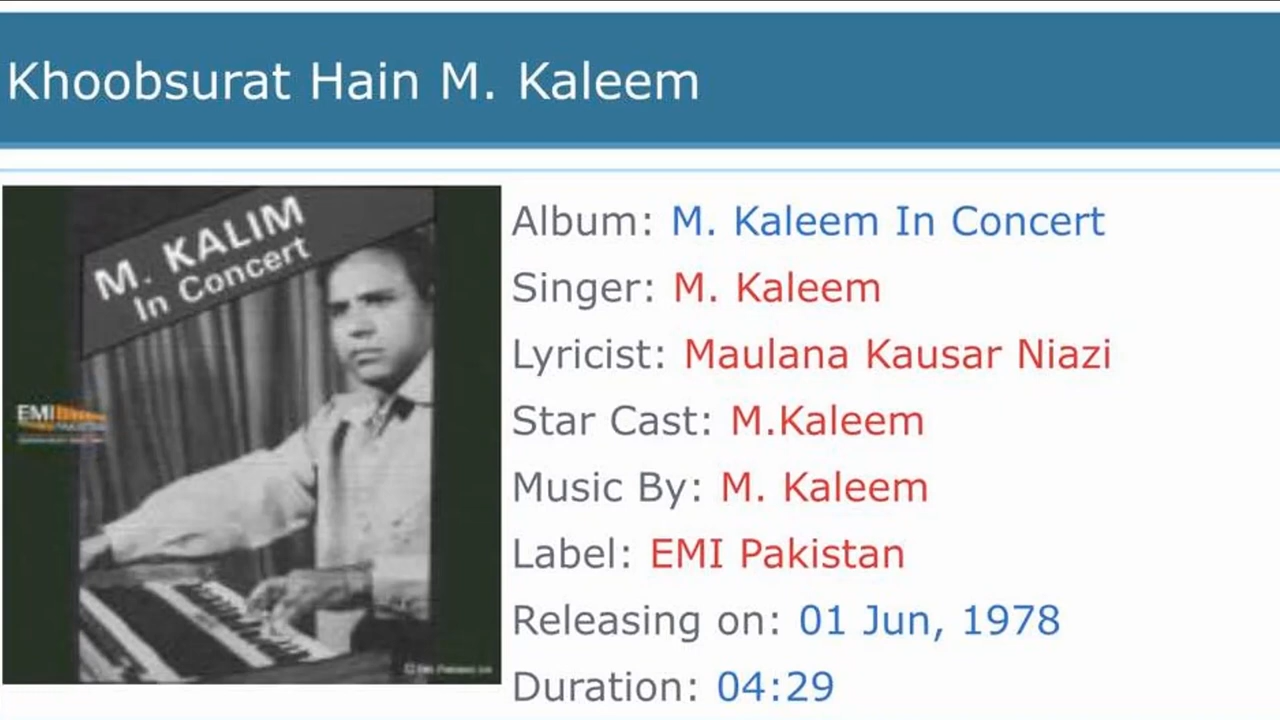 Khoobsurat Hain M. Kaleem
M. KALIM
In Concert
EMI
Album: M. Kaleem In Concert
Singer: M. Kaleem
Lyricist: Maulana Kausar Niazi
Star Cast: M.Kaleem
Music By: M. Kaleem
Label: EMI Pakistan
Releasing on: 01 Jun, 1978
Duration: 04:29